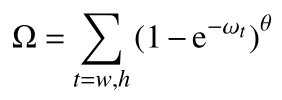 Ω = ∑_{t=w,h} (1 − e^{−ω_t})^θ